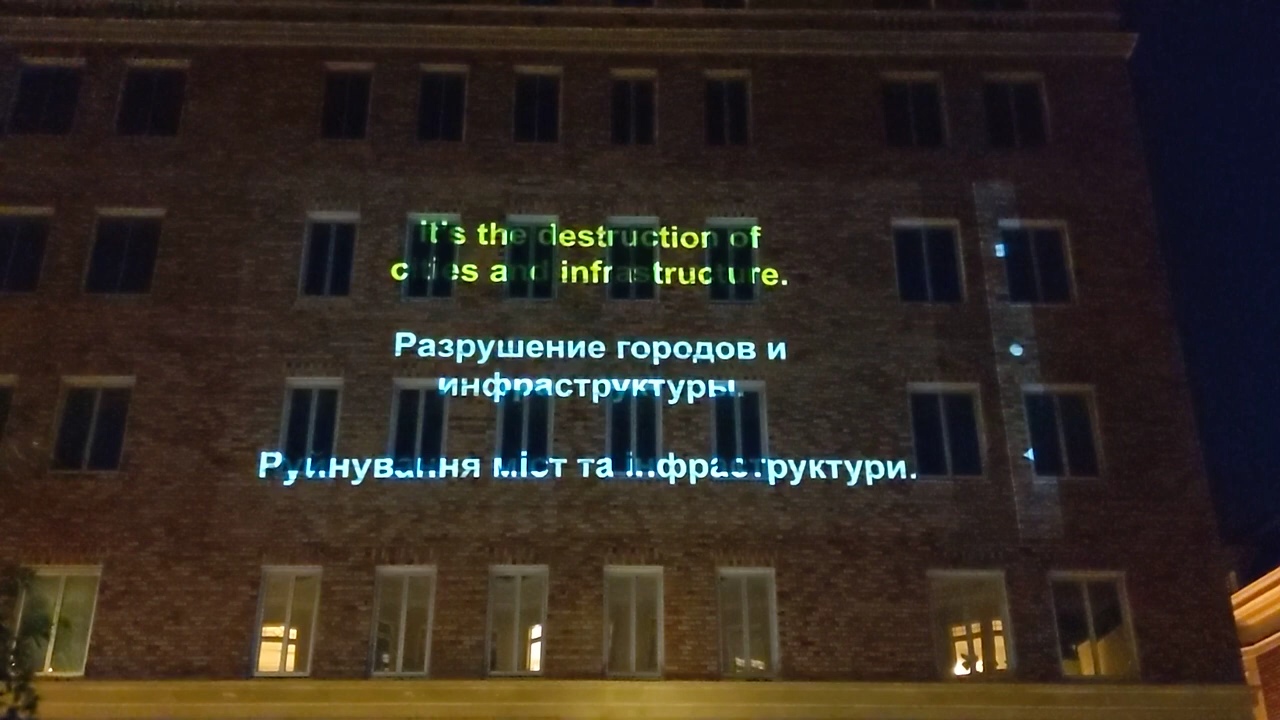 it's the destruction of
cities and infrastructure.
Разрушение городов и
инфраструктуры.
Руйнування міст та інфраструктури.